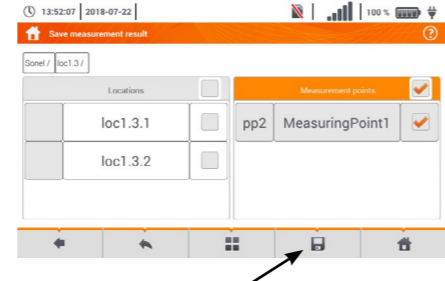 13:52:07 2018-07-22 100 %
Save measurement result ?
Sonel / loc1.3 /
Locations Measurement points
loc1.3.1 pp2 MeasuringPoint1
loc1.3.2